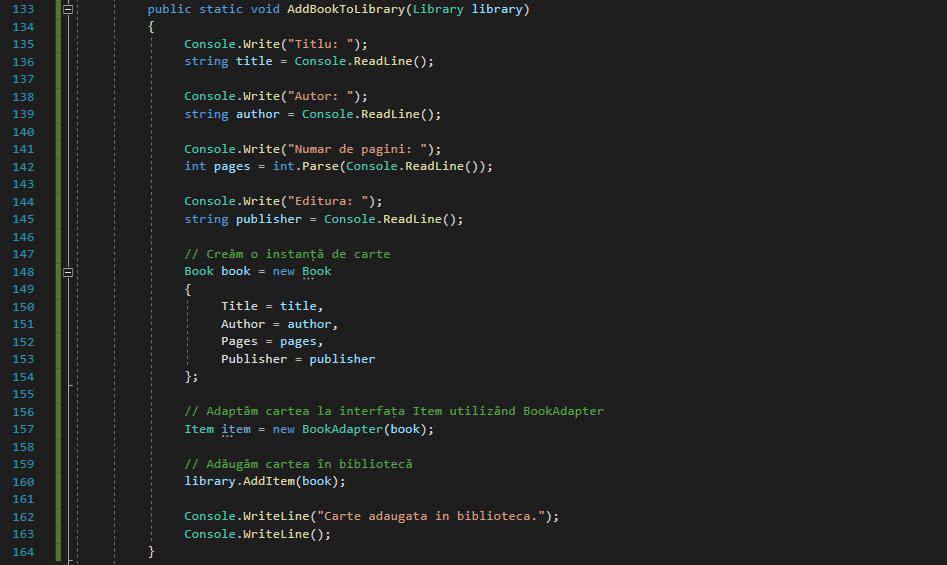 133 public static void AddBookToLibrary(Library library)
134 {
135 Console.Write("Titlu: ");
136 string title = Console.ReadLine();
137
138 Console.Write("Autor: ");
139 string author = Console.ReadLine();
140
141 Console.Write("Numar de pagini: ");
142 int pages = int.Parse(Console.ReadLine());
143
144 Console.Write("Editura: ");
145 string publisher = Console.ReadLine();
146
147 // Creăm o instanță de carte
148 Book book = new Book
149 {
150 Title = title,
151 Author = author,
152 Pages = pages,
153 Publisher = publisher
154 };
155
156 // Adaptăm cartea la interfața Item utilizând BookAdapter
157 Item item = new BookAdapter(book);
158
159 // Adăugăm cartea în bibliotecă
160 library.AddItem(book);
161
162 Console.WriteLine("Carte adaugata in biblioteca.");
163 Console.WriteLine();
164 }